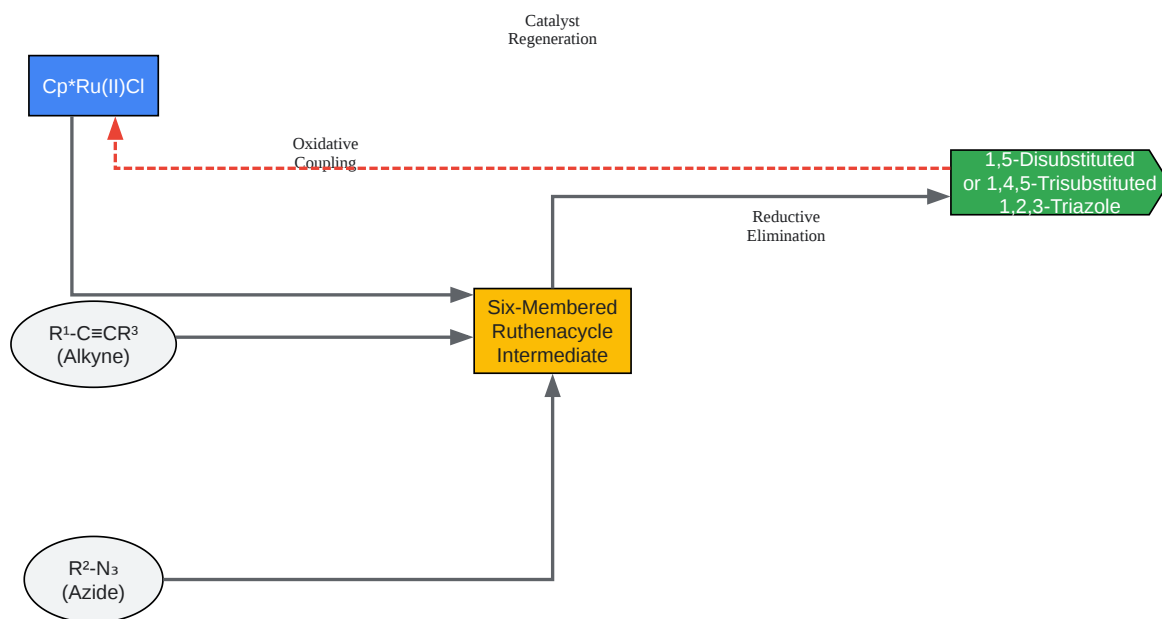 Catalyst
Regeneration
Cp*Ru(II)Cl
Oxidative
Coupling
1,5-Disubstituted
or 1,4,5-Trisubstituted
1,2,3-Triazole
Reductive
Elimination
Six-Membered
Ruthenacycle
Intermediate
R¹-C≡CR³
(Alkyne)
R²-N₃
(Azide)